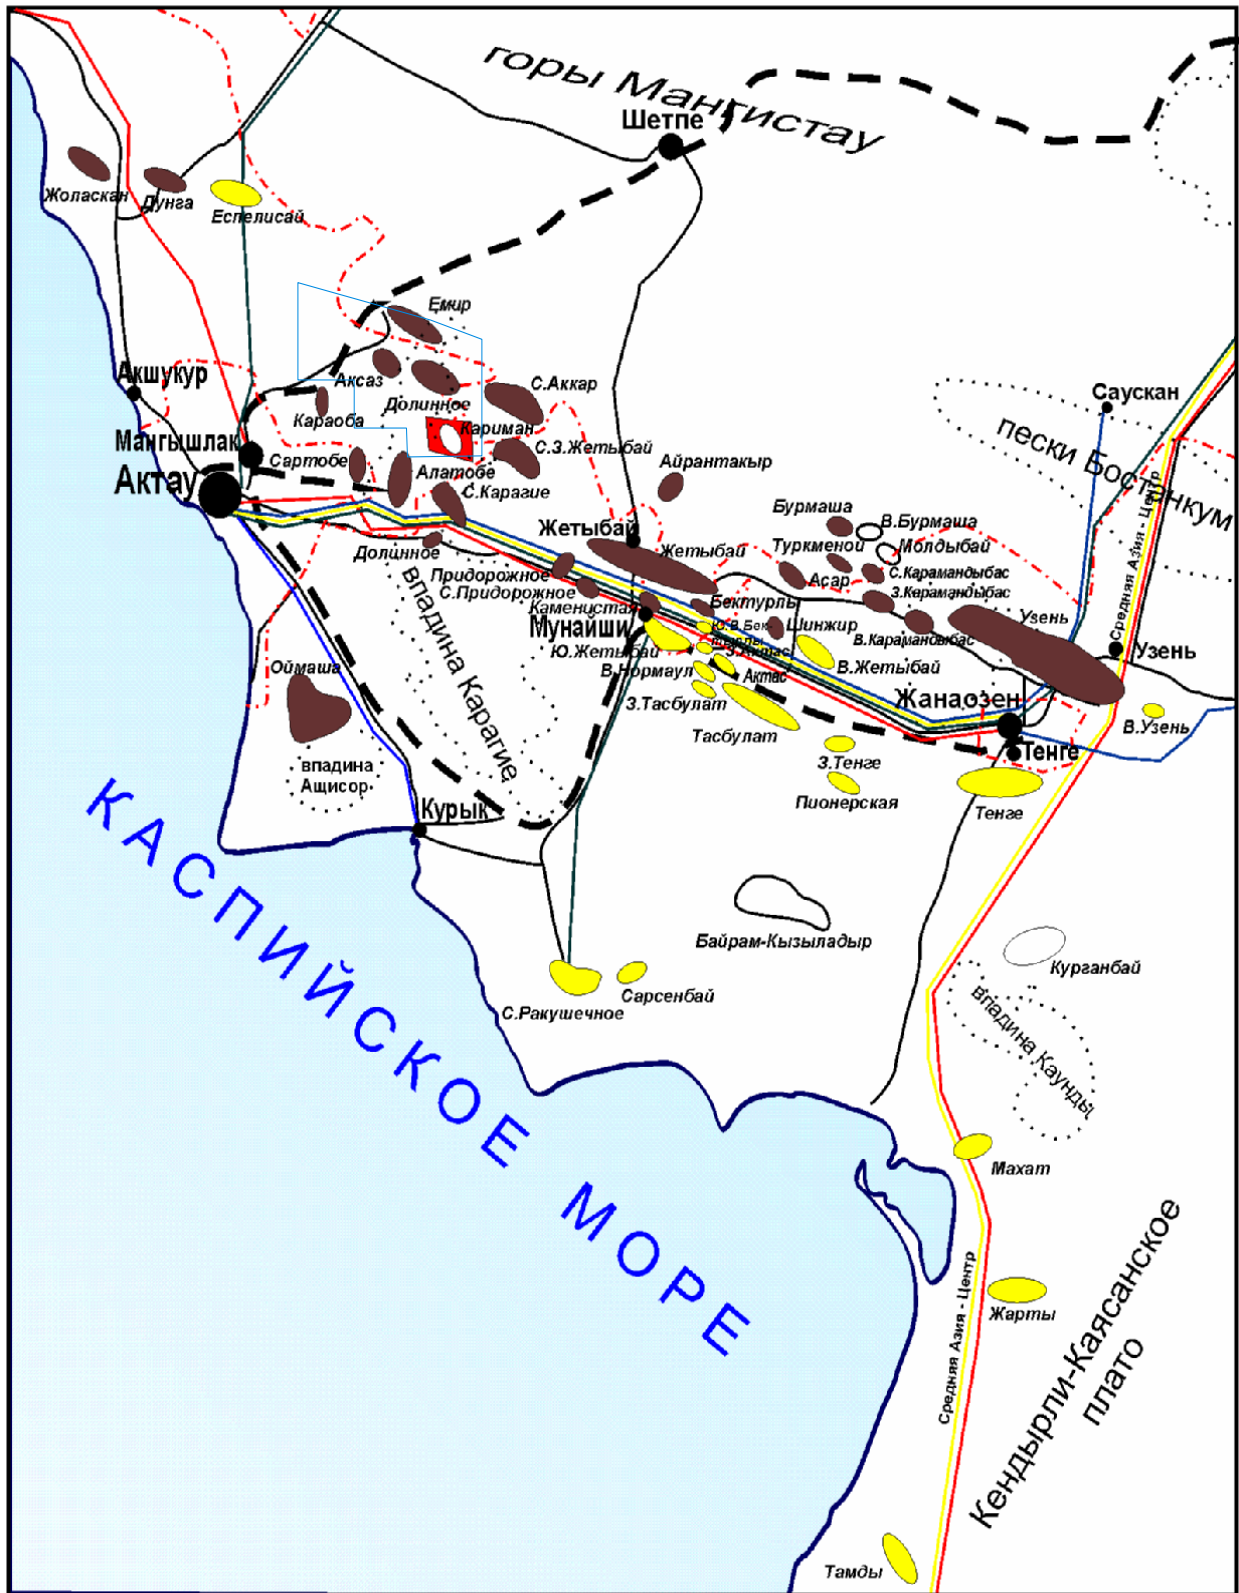 горы Мангистау
Шетпе
Жоласкан
Дунга
Еспелисай
Емир
Акшукур
Аксаз
С.Аккар
Долинное
Караоба
Кариман
Саускан
пески Бостанкум
Мангышлак
Сартобе
С.З.Жетыбай
Алатобе
Айрантакыр
Актау
С.Карагие
Бурмаша
В.Бурмаша
Жетыбай
Долинное
Жетыбай
Туркменой
Молдыбай
Средняя Азия - Центр
Придорожное
Асар
С.Карамандыбас
С.Придорожное
З.Карамандыбас
впадина Карагие
Каменистая
Бектурлы
Мунайши
Шинжир
Узень
В.Карамандыбас
Ю.Жетыбай
З.Актас
Узень
Оймаша
В.Нормаул
Актас
В.Жетыбай
З.Тасбулат
Жанаозен
Тасбулат
В.Узень
впадина
Ащисор
З.Тенге
Тенге
Пионерская
Курык
Тенге
КАСПИЙСКОЕ МОРЕ
Байрам-Кызыладыр
Курганбай
С.Ракушечное
Сарсенбай
впадина Каунды
Махат
Средняя Азия - Центр
Жарты
Кендырли-Каясанское
плато
Тамды